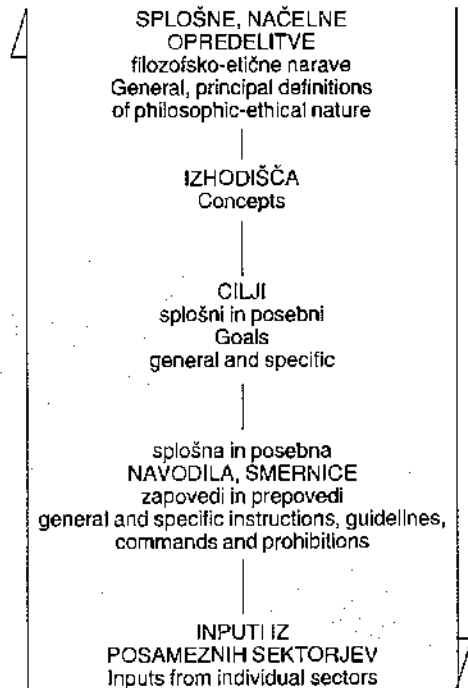 SPLOŠNE, NAČELNE
OPREDELITVE
filozofsko-etične narave
General, principal definitions
of philosophic-ethical nature
IZHODIŠČA
Concepts
CILJI
splošni in posebni
Goals
general and specific
splošna in posebna
NAVODILA, SMERNICE
zapovedi in prepovedi
general and specific instructions, guidelines,
commands and prohibitions
INPUTI IZ
POSAMEZNIH SEKTORJEV
Inputs from individual sectors